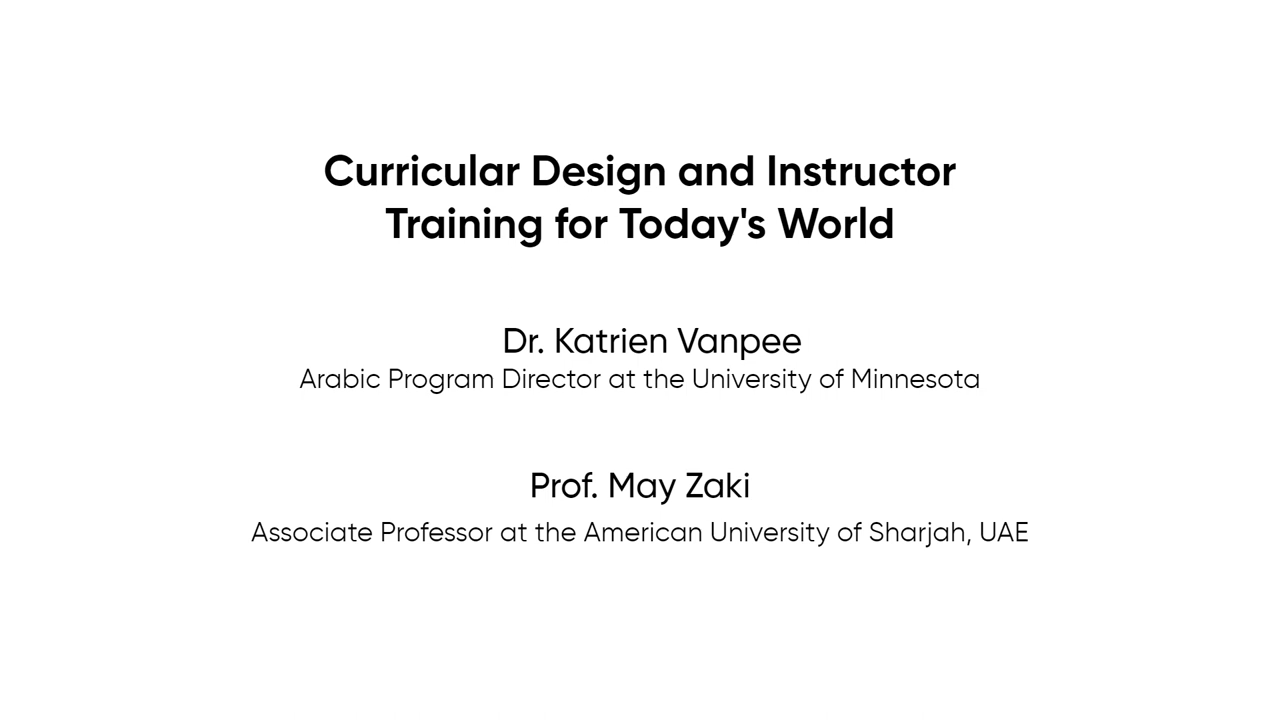 Curricular Design and Instructor
Training for Today's World
Dr. Katrien Vanpee
Arabic Program Director at the University of Minnesota
Prof. May Zaki
Associate Professor at the American University of Sharjah, UAE